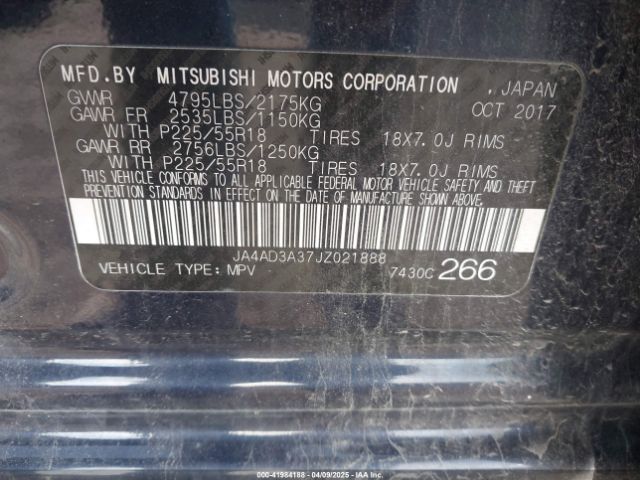 MFD.BY MITSUBISHI MOTORS CORPORATION , JAPAN
GVWR 4795LBS/2175KG OCT 2017
GAWR FR 2535LBS/1150KG
WITH P225/55R18 TIRES 18X7.0J RIMS
GAWR RR 2756LBS/1250KG
WITH P225/55R18 TIRES 18X7.0J RIMS
THIS VEHICLE CONFORMS TO ALL APPLICABLE FEDERAL MOTOR VEHICLE SAFETY AND THEFT
PREVENTION STANDARDS IN EFFECT ON THE DATE OF MANUFACTURE SHOWN ABOVE.
JA4AD3A37JZ021888
VEHICLE TYPE: MPV 7430C 266
000-41984188 - 04/09/2025 - IAA Inc.